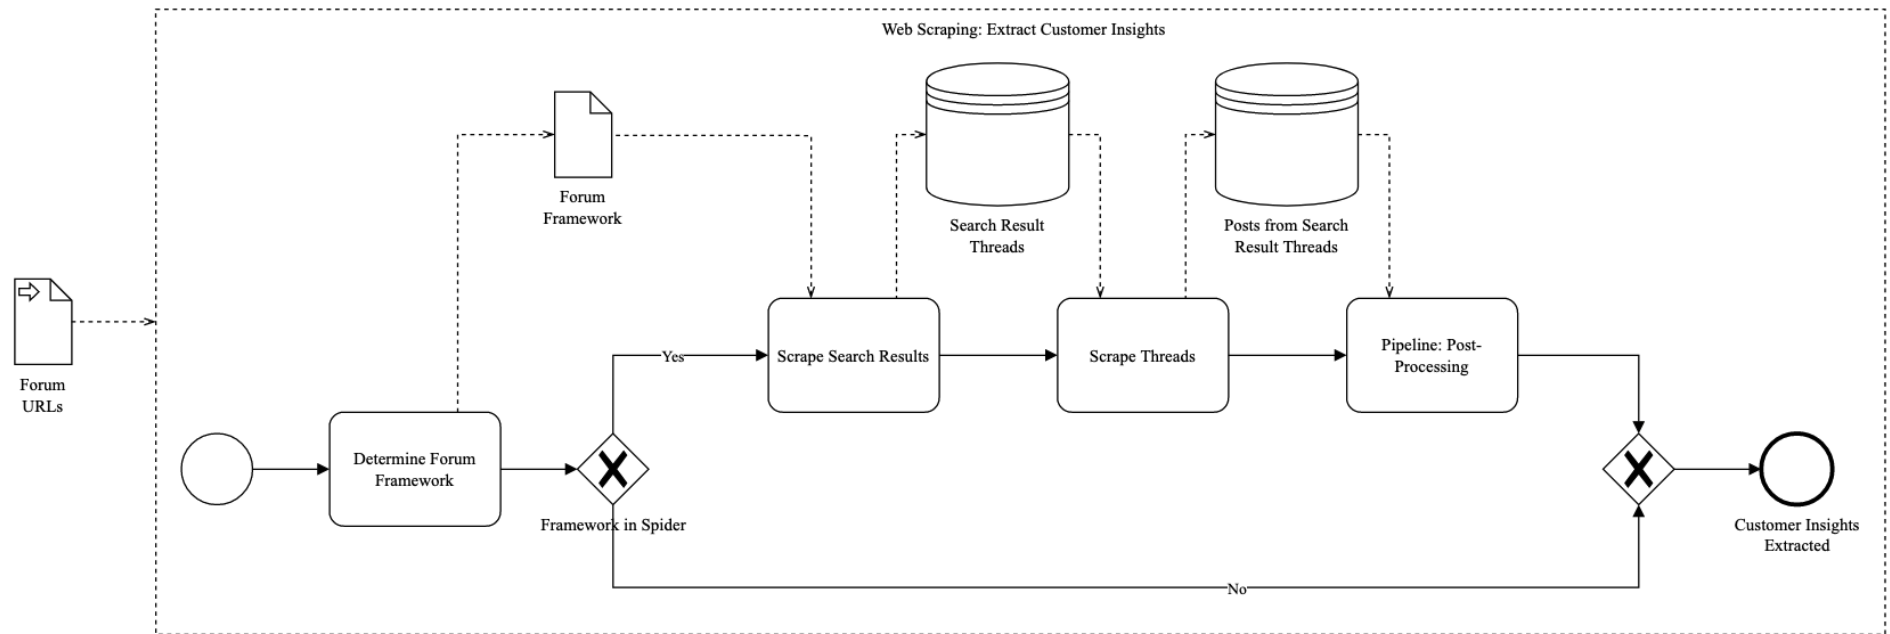 Web Scraping: Extract Customer Insights
Forum
Framework
Search Result
Threads
Posts from Search
Result Threads
Forum
URLs
Yes
Scrape Search Results
Scrape Threads
Pipeline: Post-
Processing
Determine Forum
Framework
Framework in Spider
Customer Insights
Extracted
No